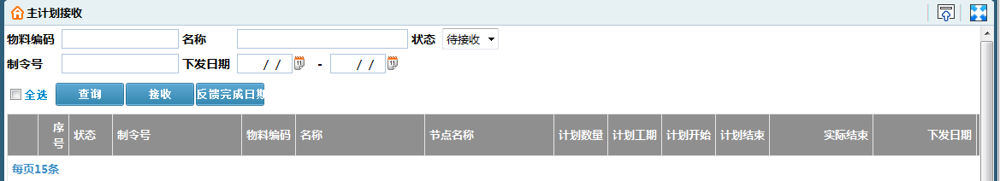 主计划接收
物料编码 名称 状态 待接收
制令号 下发日期 / / - / /
全选 查询 接收 反馈完成日期
序号 状态 制令号 物料编码 名称 节点名称 计划数量 计划工期 计划开始 计划结束 实际结束 下发日期
每页15条